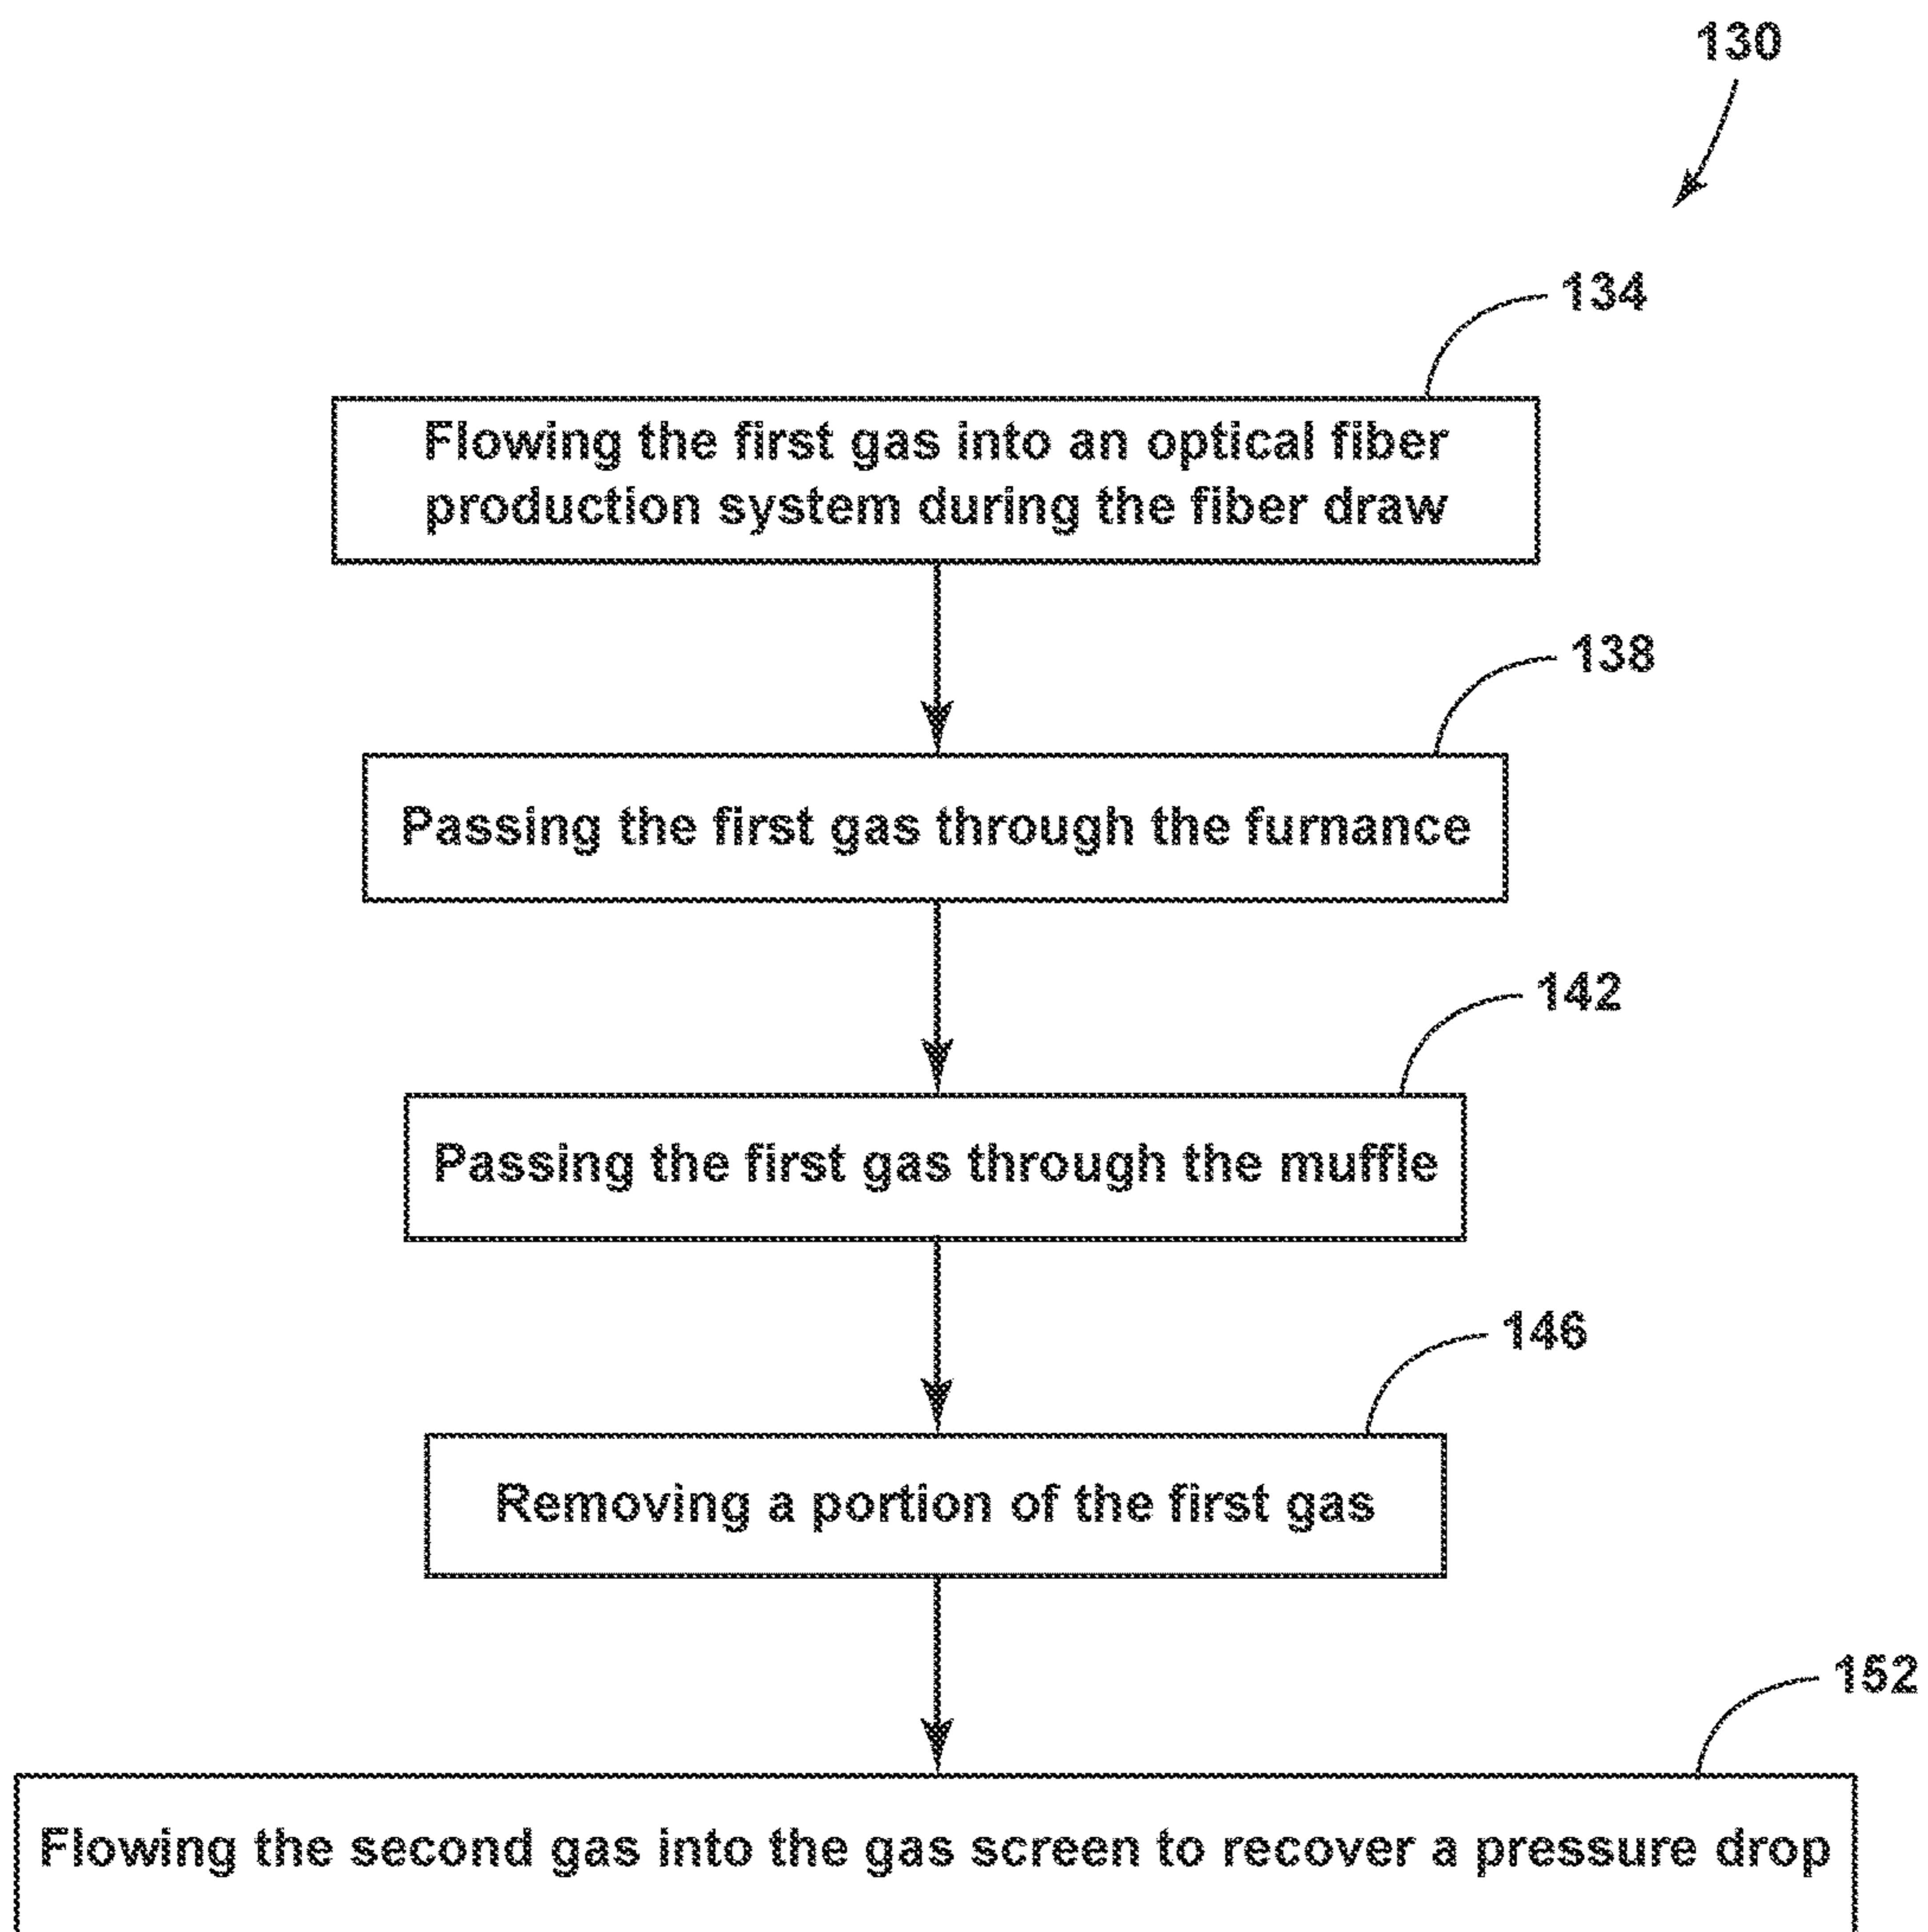 130
134
Flowing the first gas into an optical fiber
production system during the fiber draw
138
Passing the first gas through the furnance
142
Passing the first gas through the muffle
146
Removing a portion of the first gas
152
Flowing the second gas into the gas screen to recover a pressure drop